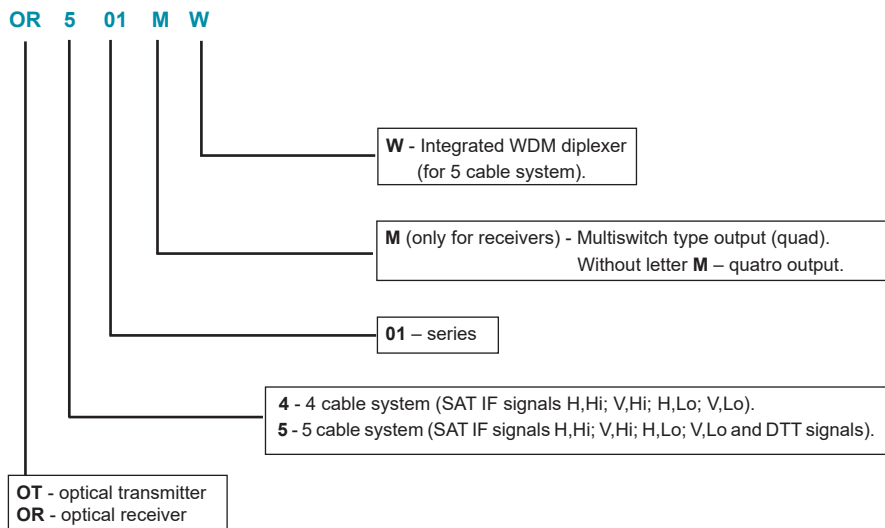 OR 5 01 M W
W - Integrated WDM diplexer
(for 5 cable system).
M (only for receivers) - Multiswitch type output (quad).
Without letter M – quatro output.
01 – series
4 - 4 cable system (SAT IF signals H,Hi; V,Hi; H,Lo; V,Lo).
5 - 5 cable system (SAT IF signals H,Hi; V,Hi; H,Lo; V,Lo and DTT signals).
OT - optical transmitter
OR - optical receiver